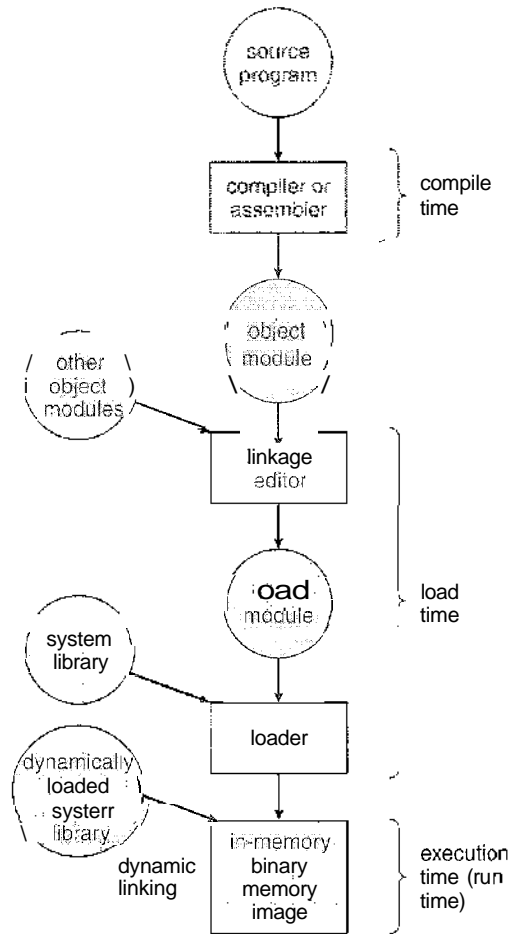 source
program
compiler or
assembler
compile
time
object
module
other
object
modules
linkage
editor
oad
module
load
time
system
library
loader
dynamically
loaded
systerr
library
dynamic
linking
in-memory
binary
memory
image
execution
time (run
time)